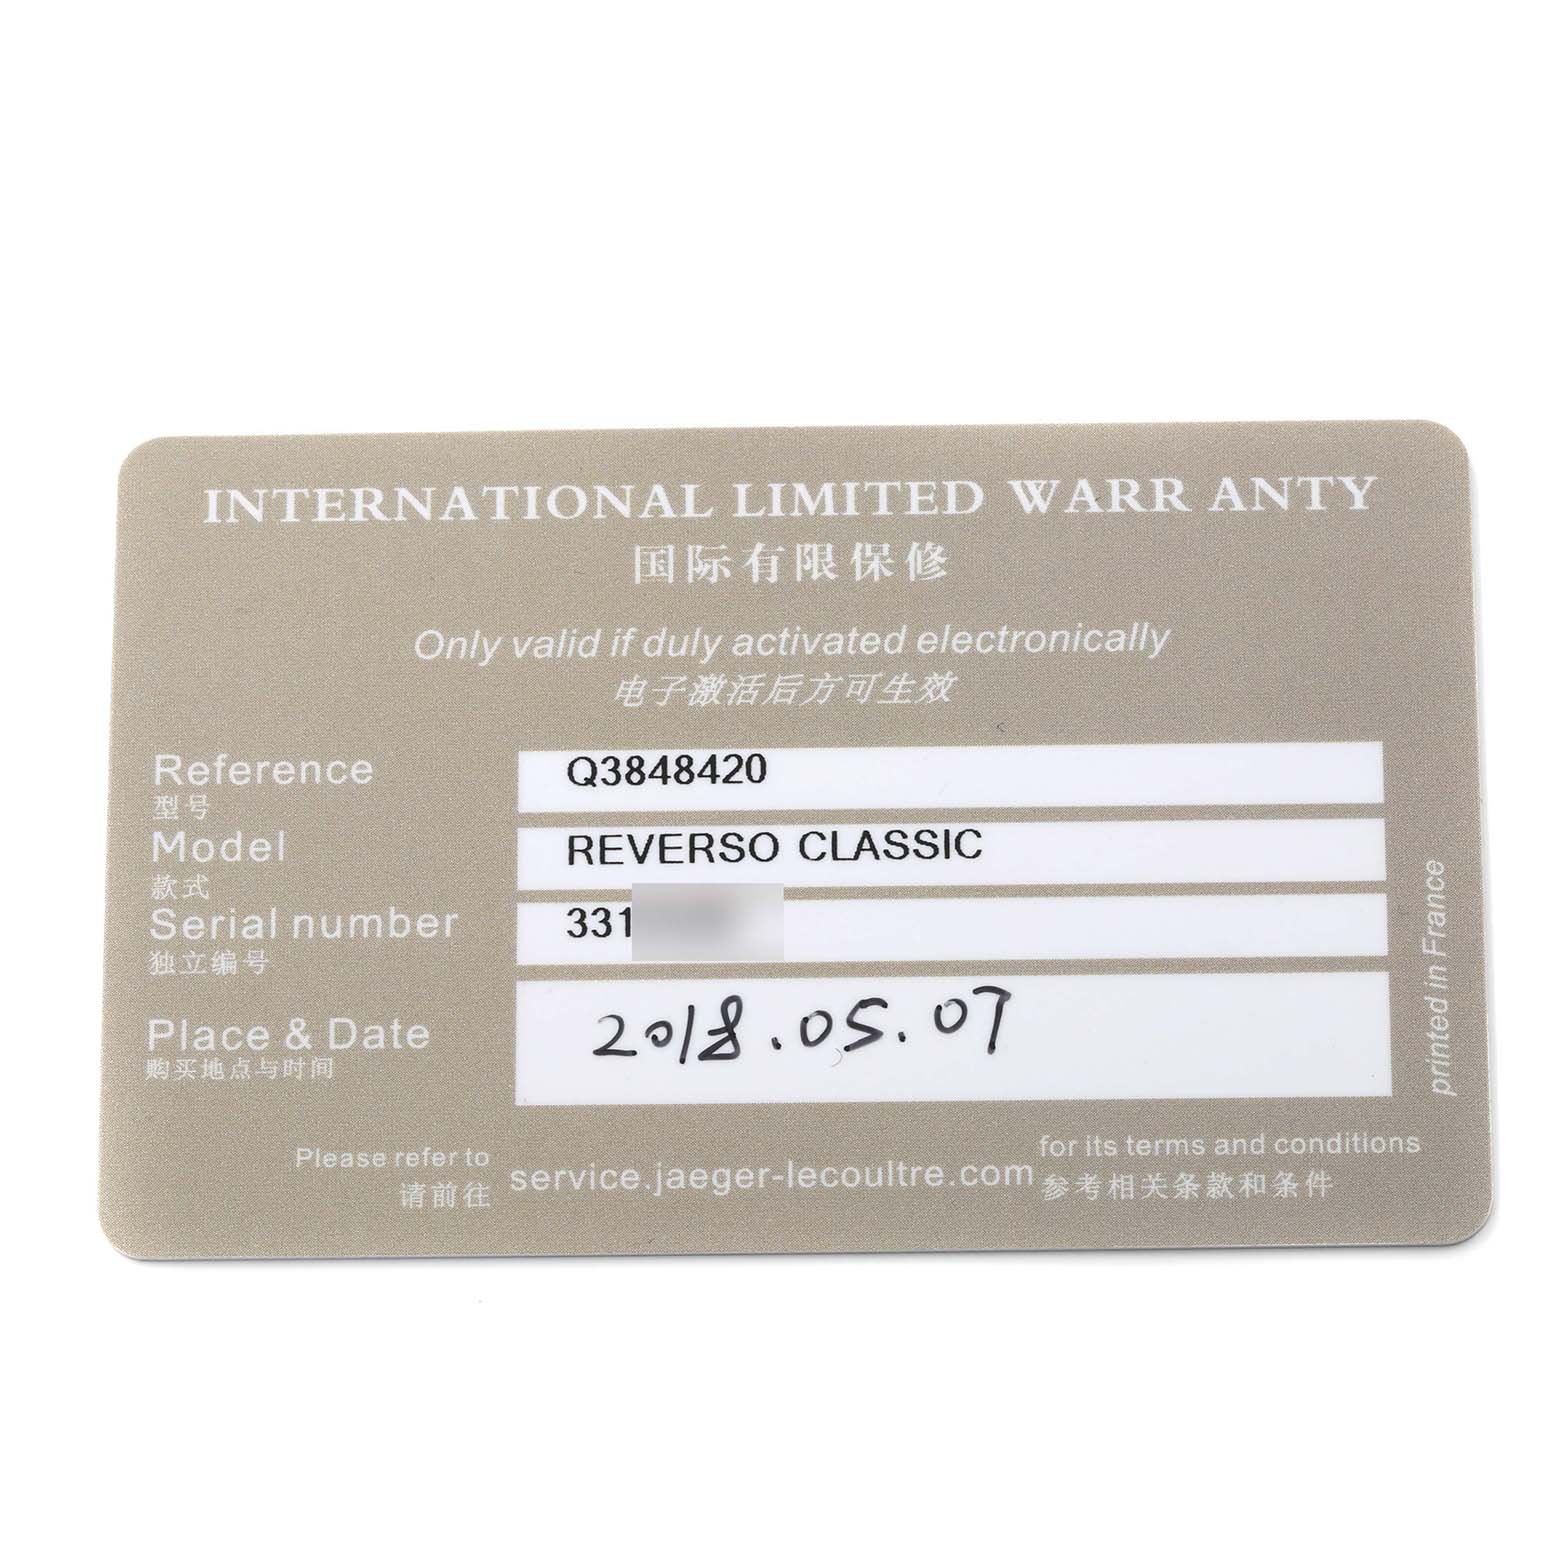 INTERNATIONAL LIMITED WARR ANTY
国际有限保修
Only valid if duly activated electronically
电子激活后方可生效
Reference Q3848420
型号
Model REVERSO CLASSIC
款式
Serial number 331
独立编号
Place & Date 2018.05.07
购买地点与时间
printed in France
Please refer to service.jaeger-lecoultre.com for its terms and conditions
请前往 参考相关条款和条件